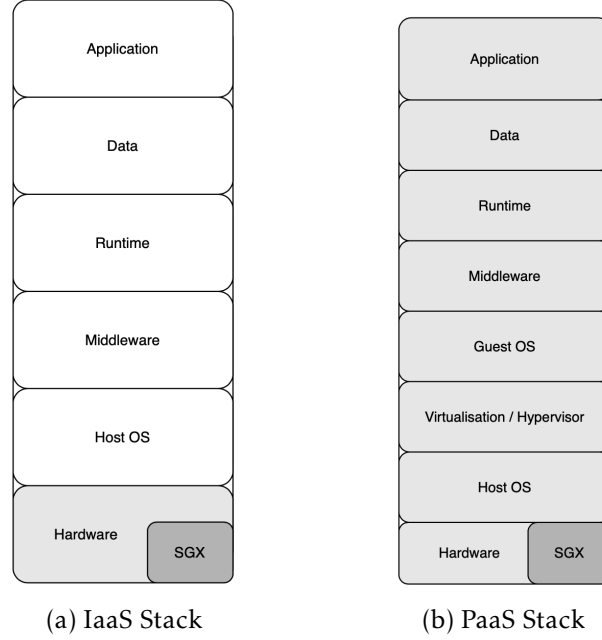 Application
Data
Runtime
Middleware
Host OS
Hardware
SGX
(a) IaaS Stack
Application
Data
Runtime
Middleware
Guest OS
Virtualisation / Hypervisor
Host OS
Hardware
SGX
(b) PaaS Stack